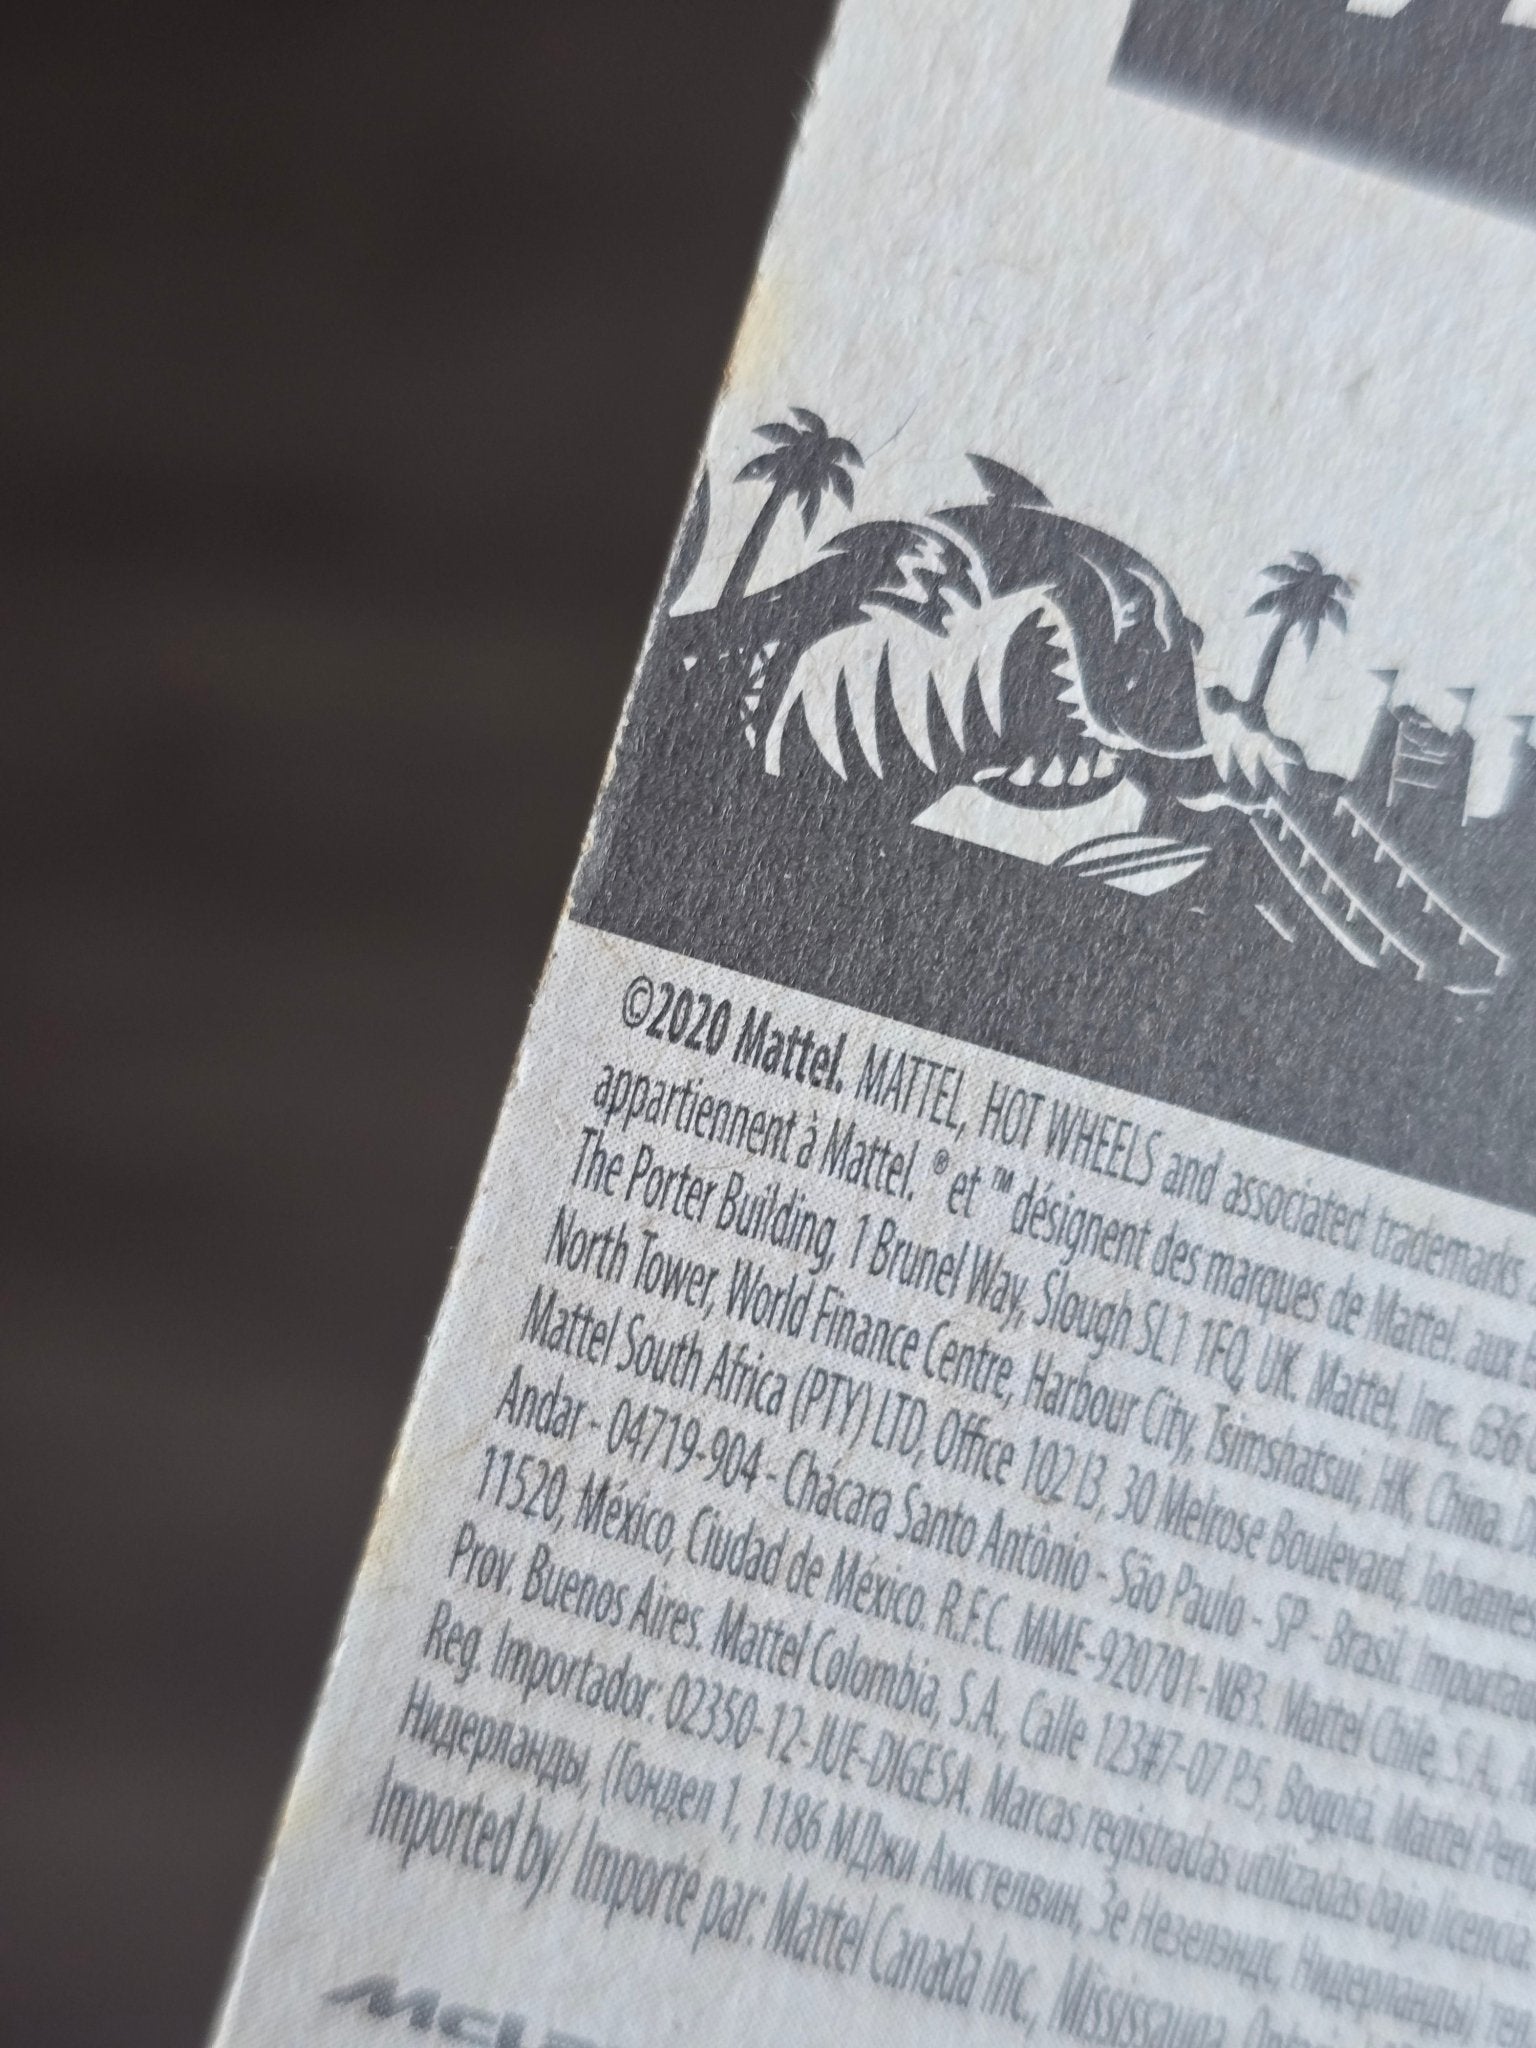 ©2020 Mattel. MATTEL, HOT WHEELS and associated trademarks
appartiennent à Mattel. ® et ™ désignent des marques de Mattel. aux
The Porter Building, 1 Brunel Way, Slough SL1 1FQ, UK. Mattel, Inc., 636
North Tower, World Finance Centre, Harbour City, Tsimshatsui, HK, China.
Mattel South Africa (PTY) LTD, Office 102 I3, 30 Melrose Boulevard,
Andar - 04719-904 - Chácara Santo Antônio - São Paulo - SP - Brasil.
11520, México, Ciudad de México. R.F.C. MME-920701-NB3. Mattel Chile, S.A.,
Prov. Buenos Aires. Mattel Colombia, S.A., Calle 123#7-07 P.5, Bogotá. Mattel
Reg. Importador: 02350-12-JUE-DIGESA. Marcas registradas utilizadas bajo licencia.
Нидерланды, (Гондел 1, 1186 МДжи Амстелвин, Зе Незелэндс, Нидерланды)
Imported by/ Importé par: Mattel Canada Inc., Mississauga,